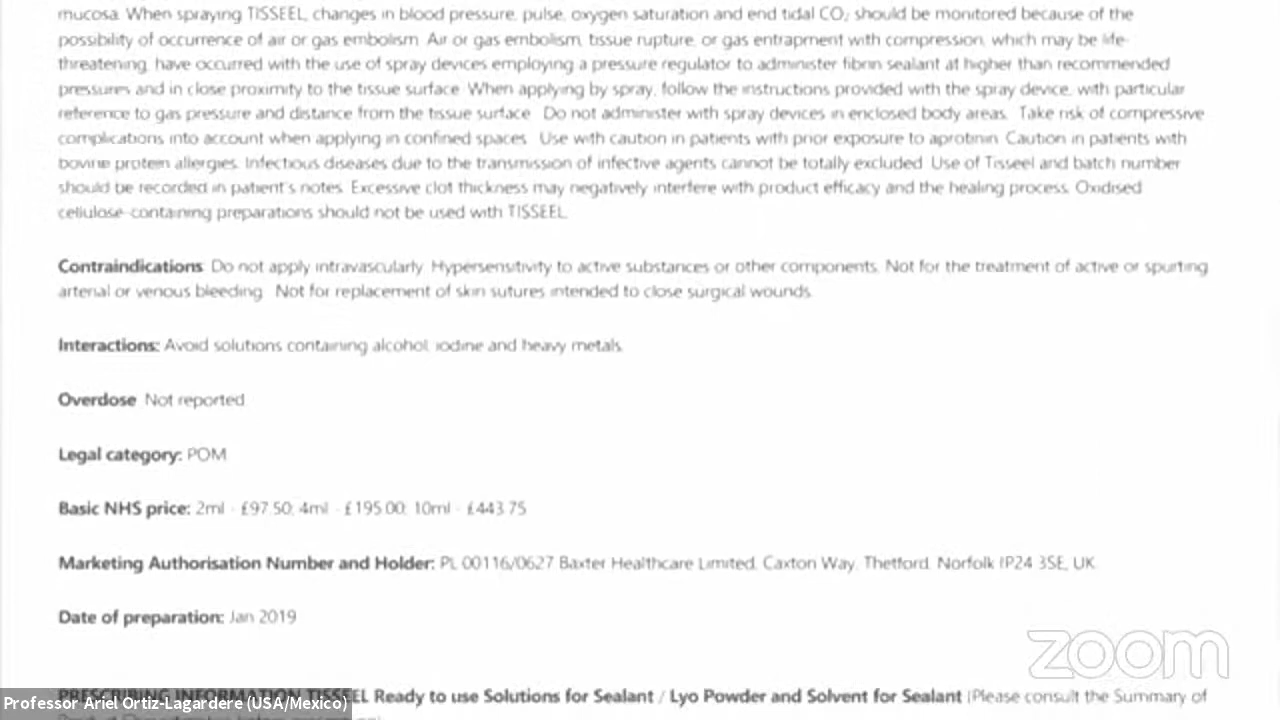 mucosa. When spraying TISSEEL, changes in blood pressure, pulse, oxygen saturation and end tidal CO2 should be monitored because of the
possibility of occurrence of air or gas embolism. Air or gas embolism, tissue rupture, or gas entrapment with compression, which may be life-
threatening, have occurred with the use of spray devices employing a pressure regulator to administer fibrin sealant at higher than recommended
pressures and in close proximity to the tissue surface. When applying by spray, follow the instructions provided with the spray device, with particular
reference to gas pressure and distance from the tissue surface. Do not administer with spray devices in enclosed body areas. Take risk of compressive
complications into account when applying in confined spaces. Use with caution in patients with prior exposure to aprotinin. Caution in patients with
bovine protein allergies. Infectious diseases due to the transmission of infective agents cannot be totally excluded. Use of Tisseel and batch number
should be recorded in patient's notes. Excessive clot thickness may negatively interfere with product efficacy and the healing process. Oxidised
cellulose-containing preparations should not be used with TISSEEL.
Contraindications: Do not apply intravascularly. Hypersensitivity to active substances or other components. Not for the treatment of active or spurting
arterial or venous bleeding. Not for replacement of skin sutures intended to close surgical wounds.
Interactions: Avoid solutions containing alcohol, iodine and heavy metals.
Overdose: Not reported.
Legal category: POM
Basic NHS price: 2ml - £97.50; 4ml - £195.00; 10ml - £443.75
Marketing Authorisation Number and Holder: PL 00116/0627 Baxter Healthcare Limited, Caxton Way, Thetford, Norfolk IP24 3SE, UK
Date of preparation: Jan 2019
zoom
PRESCRIBING INFORMATION TISSEEL Ready to use Solutions for Sealant / Lyo Powder and Solvent for Sealant (Please consult the Summary of
Professor Ariel Ortiz-Lagardere (USA/Mexico)